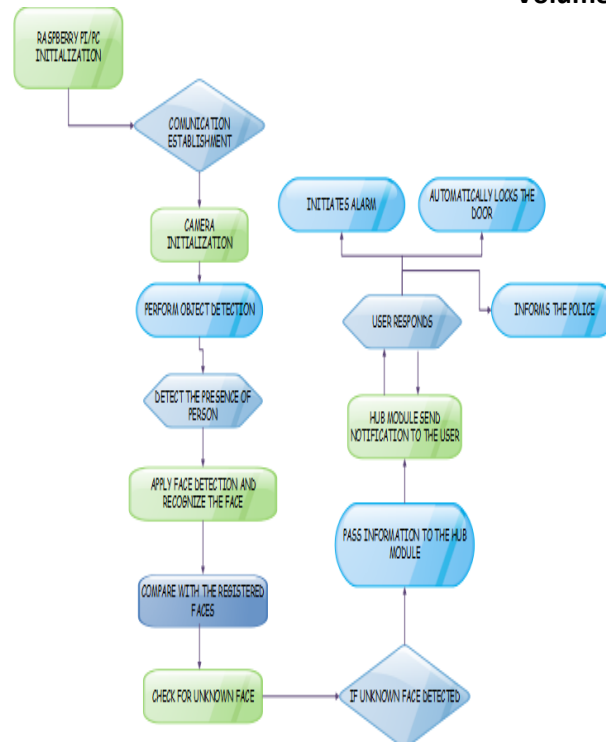 Volume
RASPBERRY PI/PC
INITIALIZATION
COMUNICATION
ESTABLISHMENT
CAMERA
INITIALIZATION
PERFORM OBJECT DETECTION
DETECT THE PRESENCE OF
PERSON
APPLY FACE DETECTION AND
RECOGNIZE THE FACE
COMPARE WITH THE REGISTERED
FACES
CHECK FOR UNKNOWN FACE
IF UNKNOWN FACE DETECTED
PASS INFORMATION TO THE HUB
MODULE
HUB MODULE SEND
NOTIFICATION TO THE USER
USER RESPONDS
INITIATES ALARM
AUTOMATICALLY LOCKS THE
DOOR
INFORMS THE POLICE